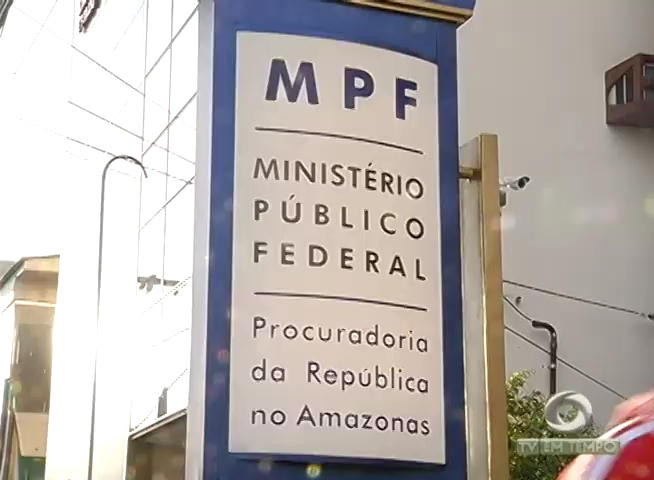 MPF
MINISTÉRIO
PÚBLICO
FEDERAL
Procuradoria
da República
no Amazonas
TV EM TEMPO